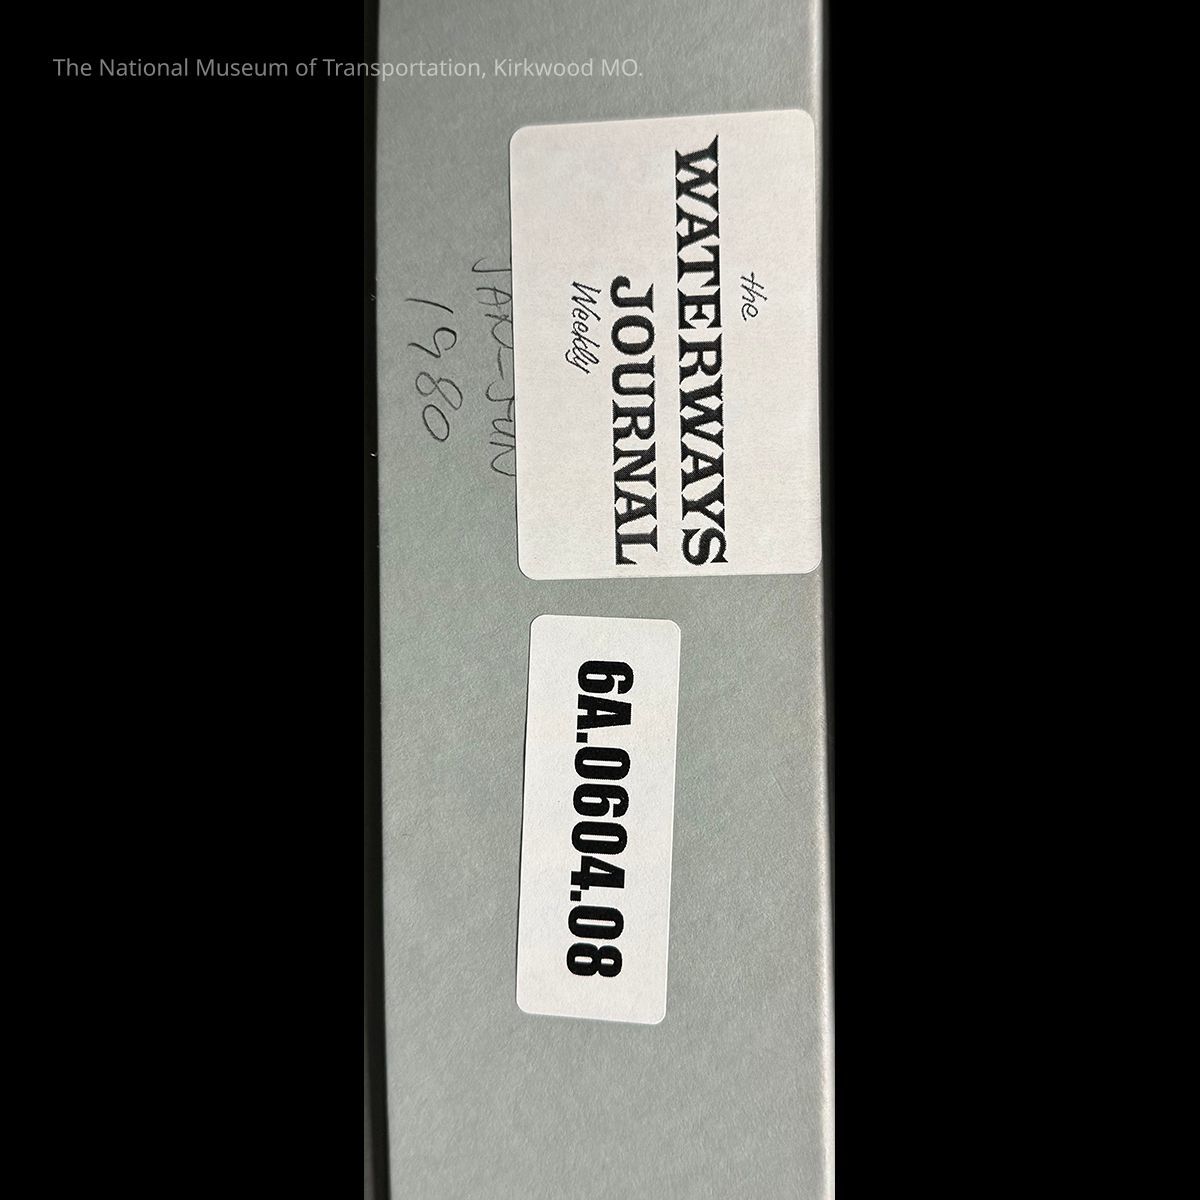 The National Museum of Transportation, Kirkwood MO.
the
WATERWAYS
JOURNAL
Weekly
JAN-JUN
1980
6A.0604.08